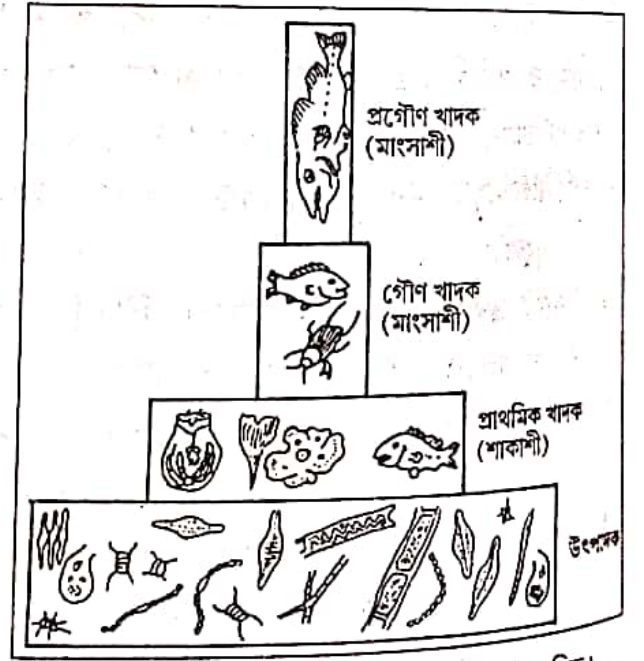 প্রগৌণ খাদক
(মাংসাশী)
গৌণ খাদক
(মাংসাশী)
প্রাথমিক খাদক
(শাকাশী)
উৎপাদক